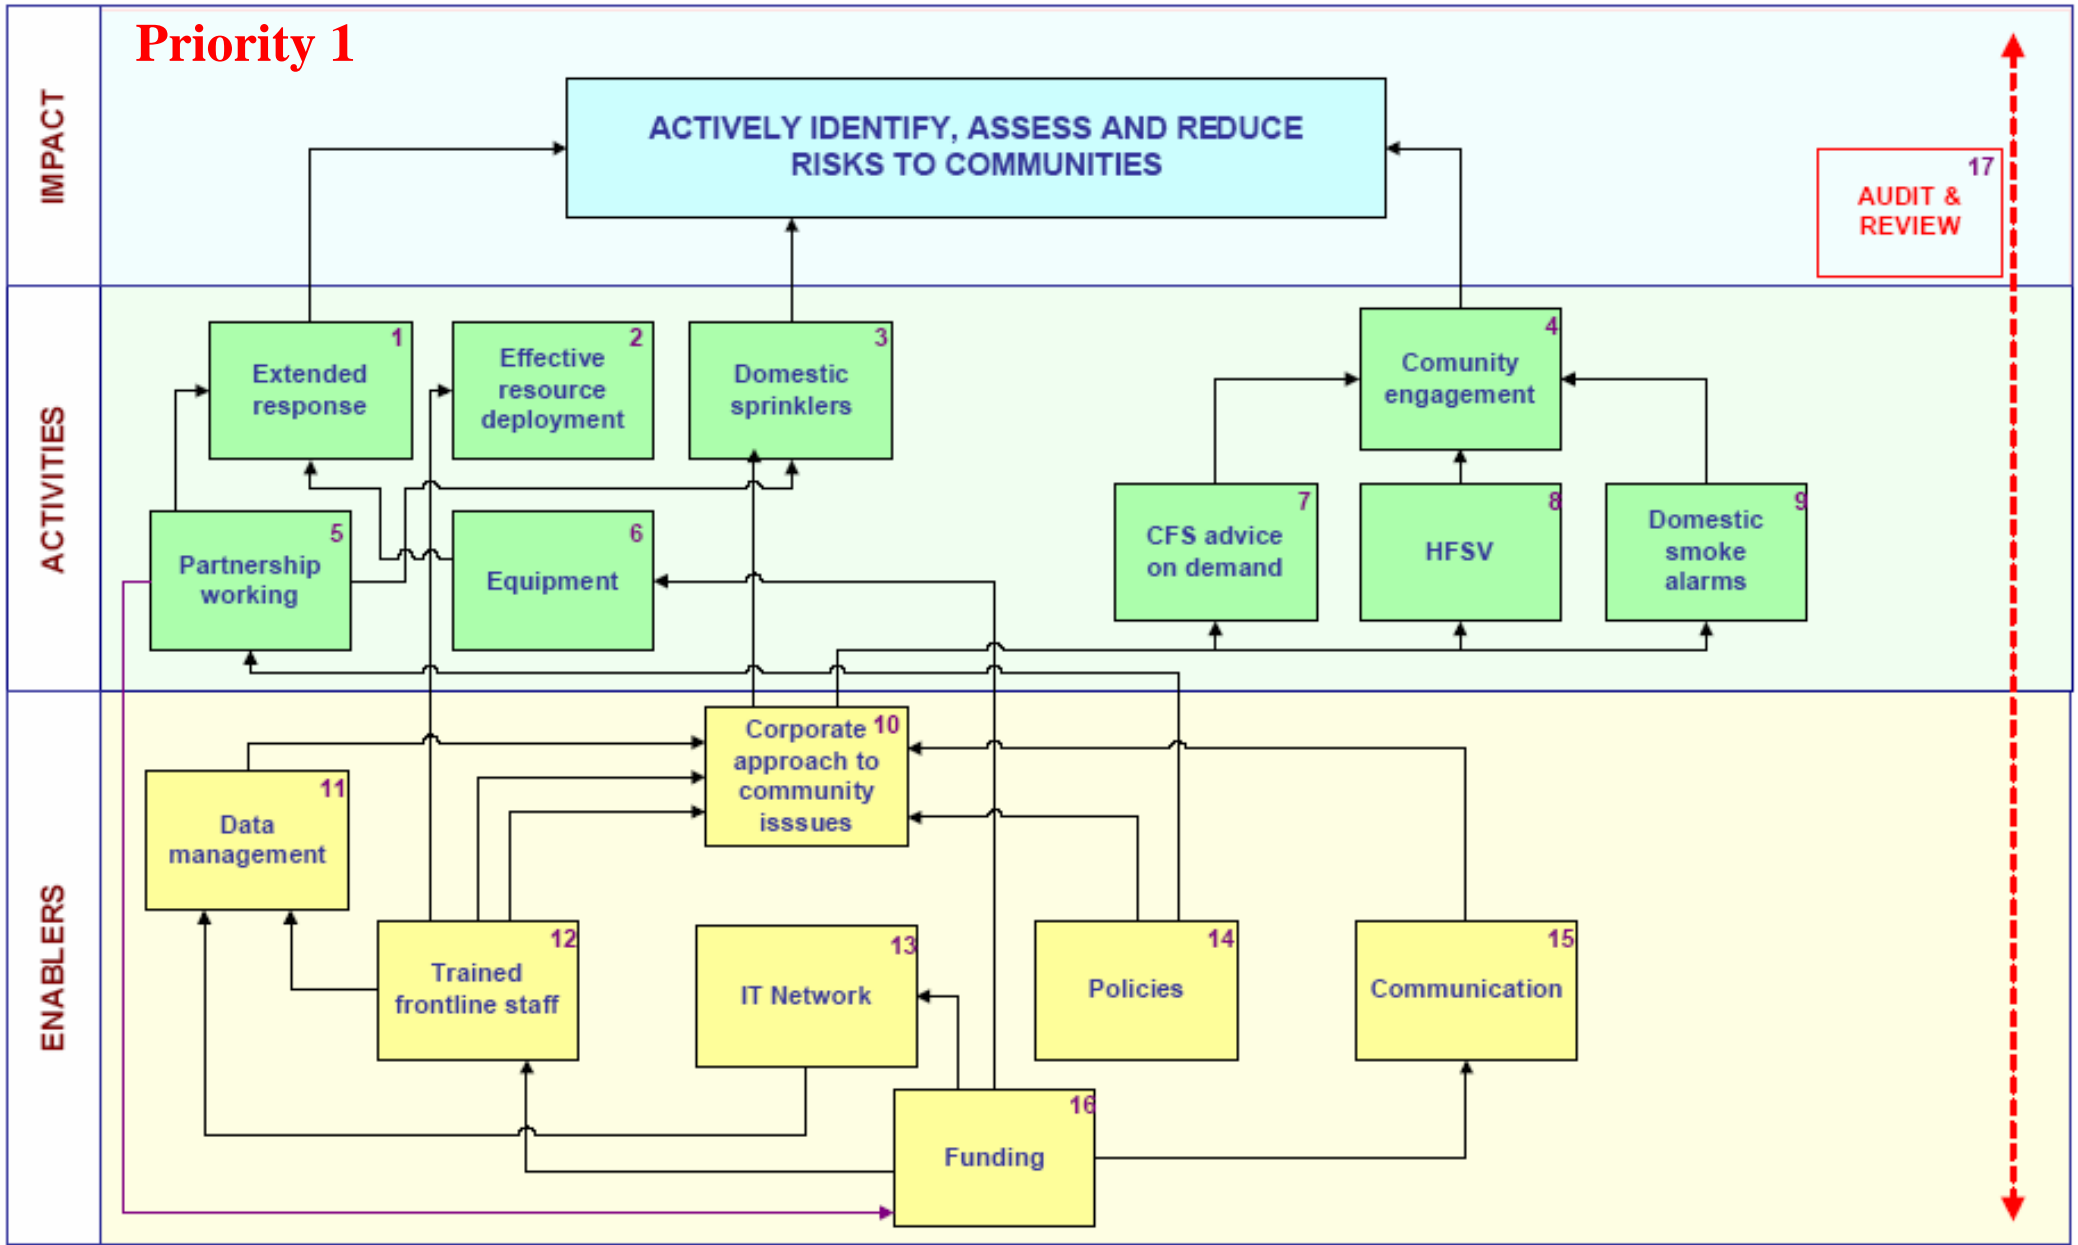 Priority 1
IMPACT
ACTIVELY IDENTIFY, ASSESS AND REDUCE
RISKS TO COMMUNITIES
17
AUDIT &
REVIEW
ACTIVITIES
1
Extended
response
2
Effective
resource
deployment
3
Domestic
sprinklers
4
Comunity
engagement
5
Partnership
working
6
Equipment
7
CFS advice
on demand
8
HFSV
9
Domestic
smoke
alarms
ENABLERS
10
Corporate
approach to
community
isssues
11
Data
management
12
Trained
frontline staff
13
IT Network
14
Policies
15
Communication
16
Funding